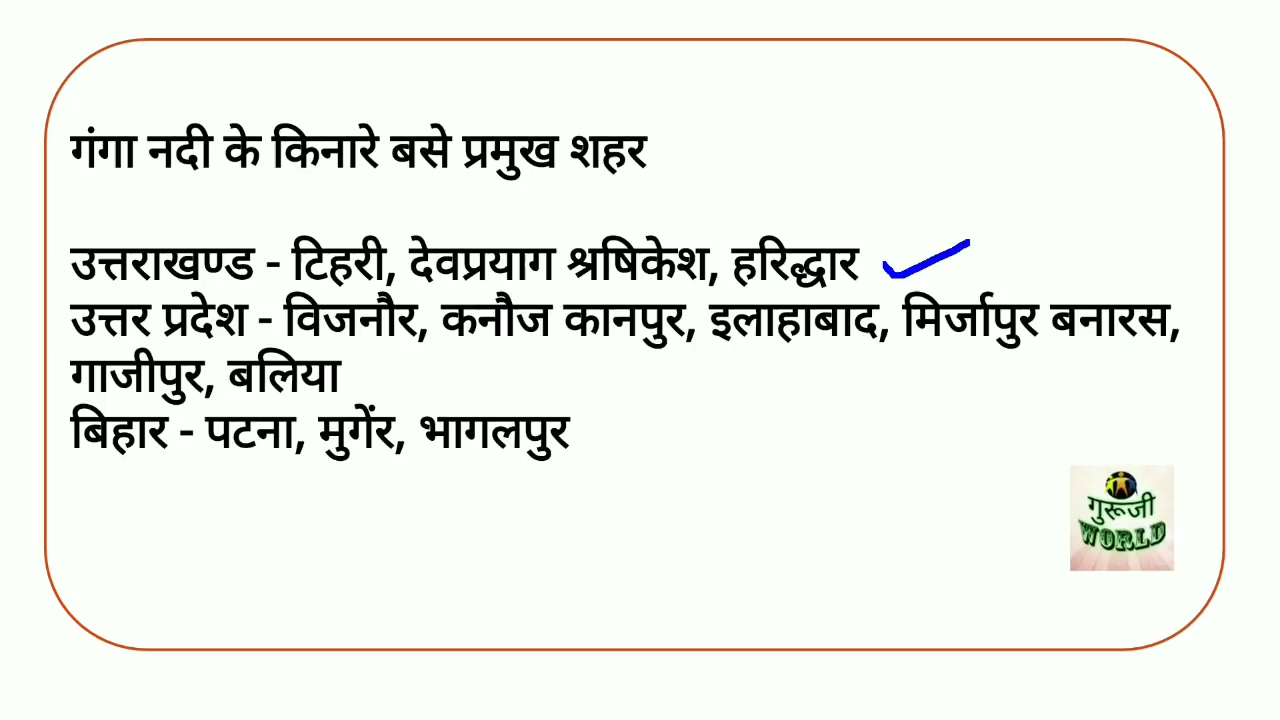 गंगा नदी के किनारे बसे प्रमुख शहर
उत्तराखण्ड - टिहरी, देवप्रयाग श्रषिकेश, हरिद्धार
उत्तर प्रदेश - विजनौर, कनौज कानपुर, इलाहाबाद, मिर्जापुर बनारस,
गाजीपुर, बलिया
बिहार - पटना, मुगेंर, भागलपुर
गुरूजी
WORLD